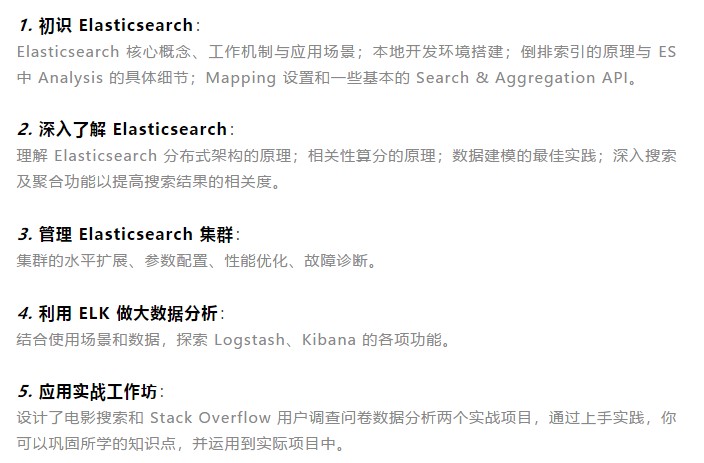 1. 初识 Elasticsearch：
Elasticsearch 核心概念、工作机制与应用场景；本地开发环境搭建；倒排索引的原理与 ES
中 Analysis 的具体细节；Mapping 设置和一些基本的 Search & Aggregation API。
2. 深入了解 Elasticsearch：
理解 Elasticsearch 分布式架构的原理；相关性算分的原理；数据建模的最佳实践；深入搜索
及聚合功能以提高搜索结果的相关度。
3. 管理 Elasticsearch 集群：
集群的水平扩展、参数配置、性能优化、故障诊断。
4. 利用 ELK 做大数据分析：
结合使用场景和数据，探索 Logstash、Kibana 的各项功能。
5. 应用实战工作坊：
设计了电影搜索和 Stack Overflow 用户调查问卷数据分析两个实战项目，通过上手实践，你
可以巩固所学的知识点，并运用到实际项目中。